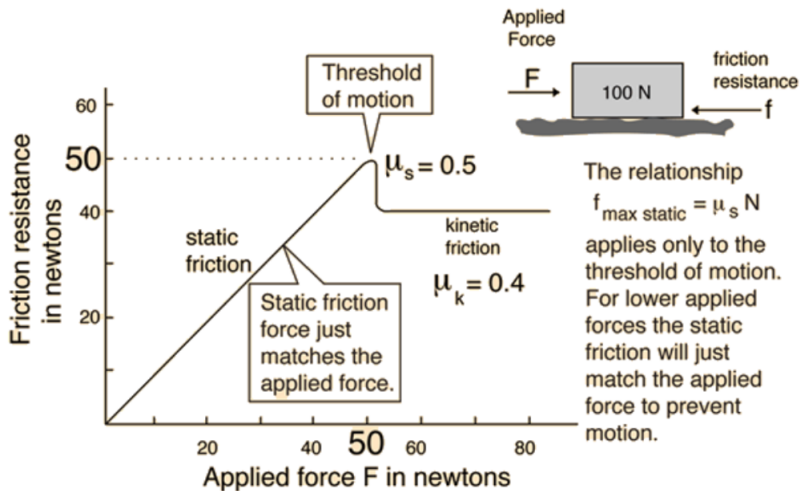 Applied
Force
F
100 N
friction
resistance
f
Threshold
of motion
Friction resistance
in newtons
60
50
40
20
μs = 0.5
static
friction
kinetic
friction
μk = 0.4
Static friction
force just
matches the
applied force.
20
40
50
60
80
Applied force F in newtons
The relationship
f max static = μs N
applies only to the
threshold of motion.
For lower applied
forces the static
friction will just
match the applied
force to prevent
motion.